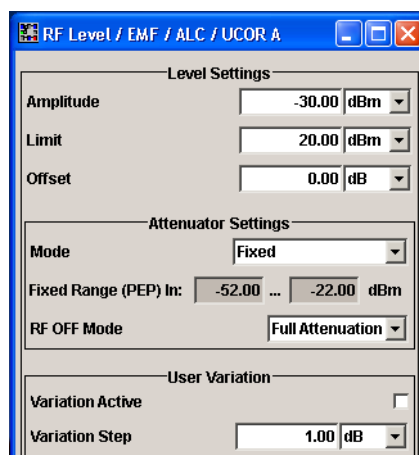 RF Level / EMF / ALC / UCOR A
Level Settings
Amplitude -30.00 dBm
Limit 20.00 dBm
Offset 0.00 dB
Attenuator Settings
Mode Fixed
Fixed Range (PEP) In: -52.00 ... -22.00 dBm
RF OFF Mode Full Attenuation
User Variation
Variation Active
Variation Step 1.00 dB